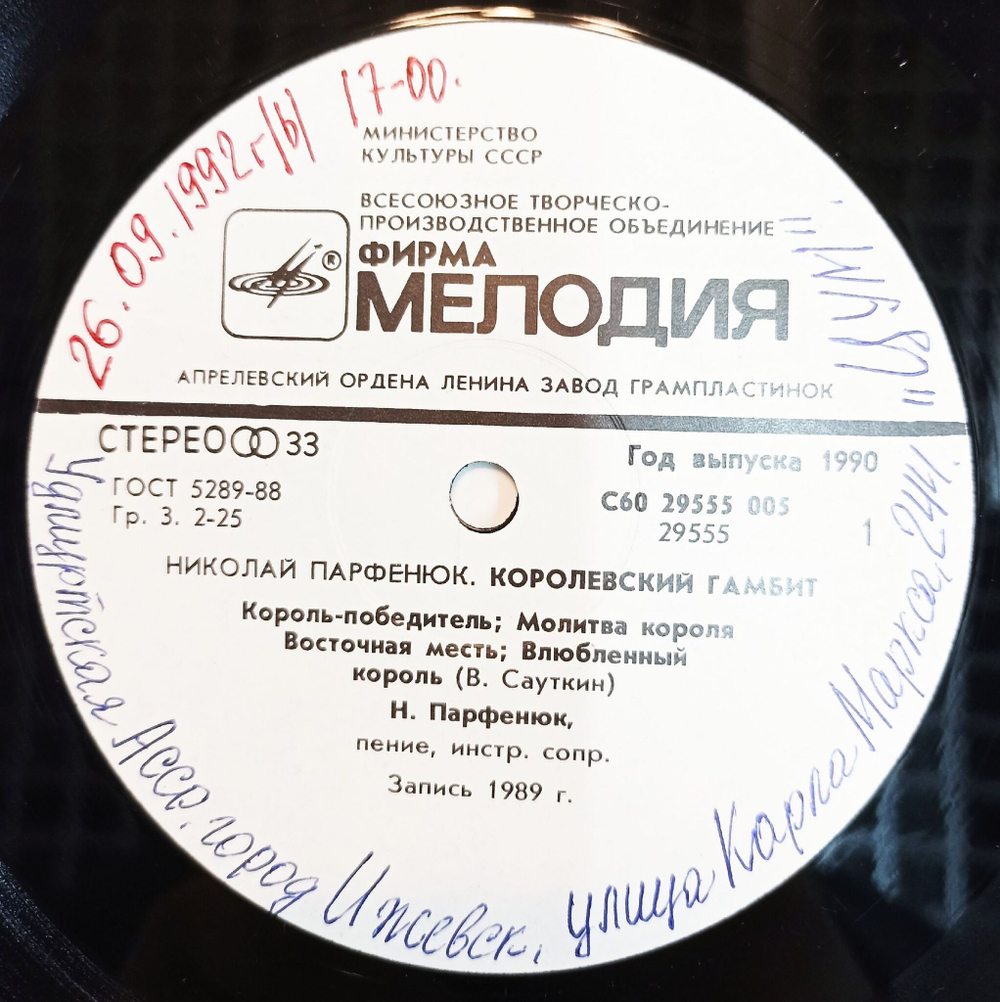 26.09.1992г/ы/ 17-00.
МИНИСТЕРСТВО
КУЛЬТУРЫ СССР
ВСЕСОЮЗНОЕ ТВОРЧЕСКО-
ПРОИЗВОДСТВЕННОЕ ОБЪЕДИНЕНИЕ
®
ФИРМА
МЕЛОДИЯ
АПРЕЛЕВСКИЙ ОРДЕНА ЛЕНИНА ЗАВОД ГРАМПЛАСТИНОК
СТЕРЕО 33
Год выпуска 1990
ГОСТ 5289-88
С60 29555 005
Гр. 3. 2-25
29555
1
НИКОЛАЙ ПАРФЕНЮК. КОРОЛЕВСКИЙ ГАМБИТ
Король-победитель; Молитва короля
Восточная месть; Влюбленный
король (В. Сауткин)
Н. Парфенюк,
пение, инстр. сопр.
Запись 1989 г.
Удмуртская АССР, город Ижевск, улица Карла Маркса, 244.
"ЦУМ".